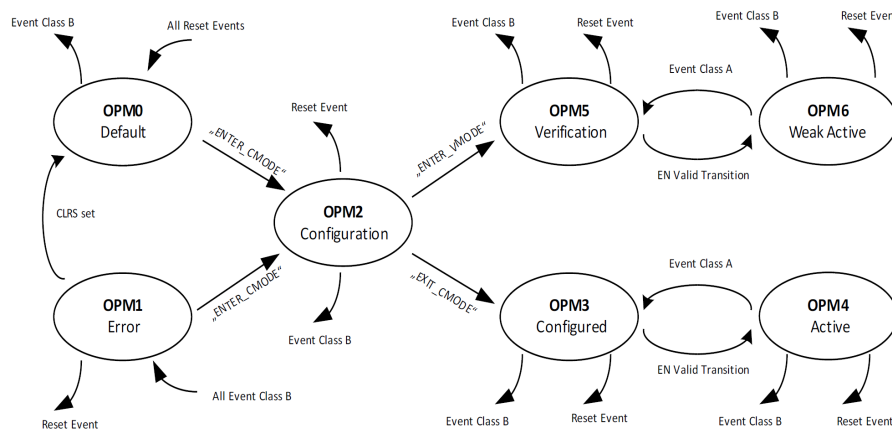 Event Class B
All Reset Events
Event Class B
Reset Event
Event Class B
Reset Event
Event Class A
OPM0
Default
Reset Event
OPM5
Verification
OPM6
Weak Active
„ENTER_CMODE“
„ENTER_VMODE“
EN Valid Transition
CLRS set
OPM2
Configuration
„ENTER_CMODE“
„EXIT_CMODE“
Event Class A
OPM1
Error
OPM3
Configured
OPM4
Active
Event Class B
EN Valid Transition
All Event Class B
Reset Event
Event Class B
Reset Event
Event Class B
Reset Event